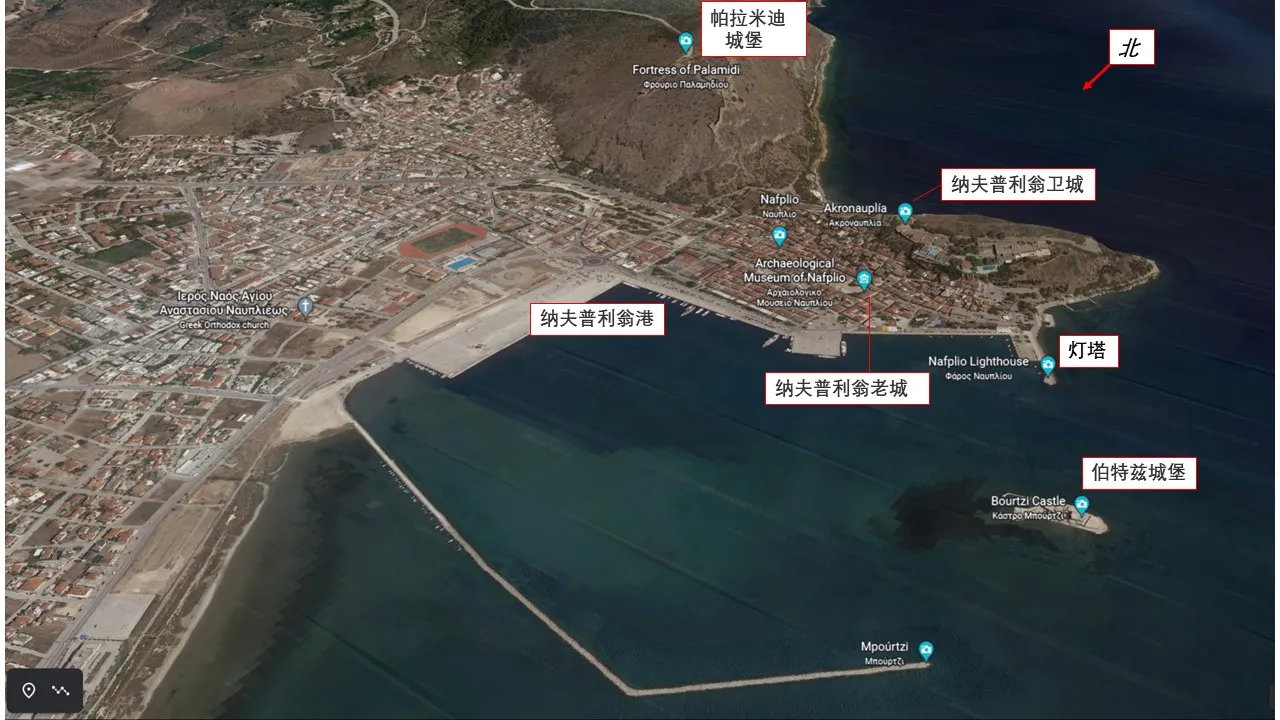 帕拉米迪
城堡
Fortress of Palamidi
Φρούριο Παλαμηδίου
北
纳夫普利翁卫城
Nafplio
Ναύπλιο
Akronauplía
Ακροναυπλία
Archaeological
Museum of Nafplio
Αρχαιολογικό
Μουσείο Ναυπλίου
Ιερός Ναός Αγίου
Αναστασίου Ναυπλιέως
Greek Orthodox church
纳夫普利翁港
灯塔
Nafplio Lighthouse
Φάρος Ναυπλίου
纳夫普利翁老城
伯特兹城堡
Bourtzi Castle
Κάστρο Μπούρτζι
Mpoúrtzi
Μπούρτζι